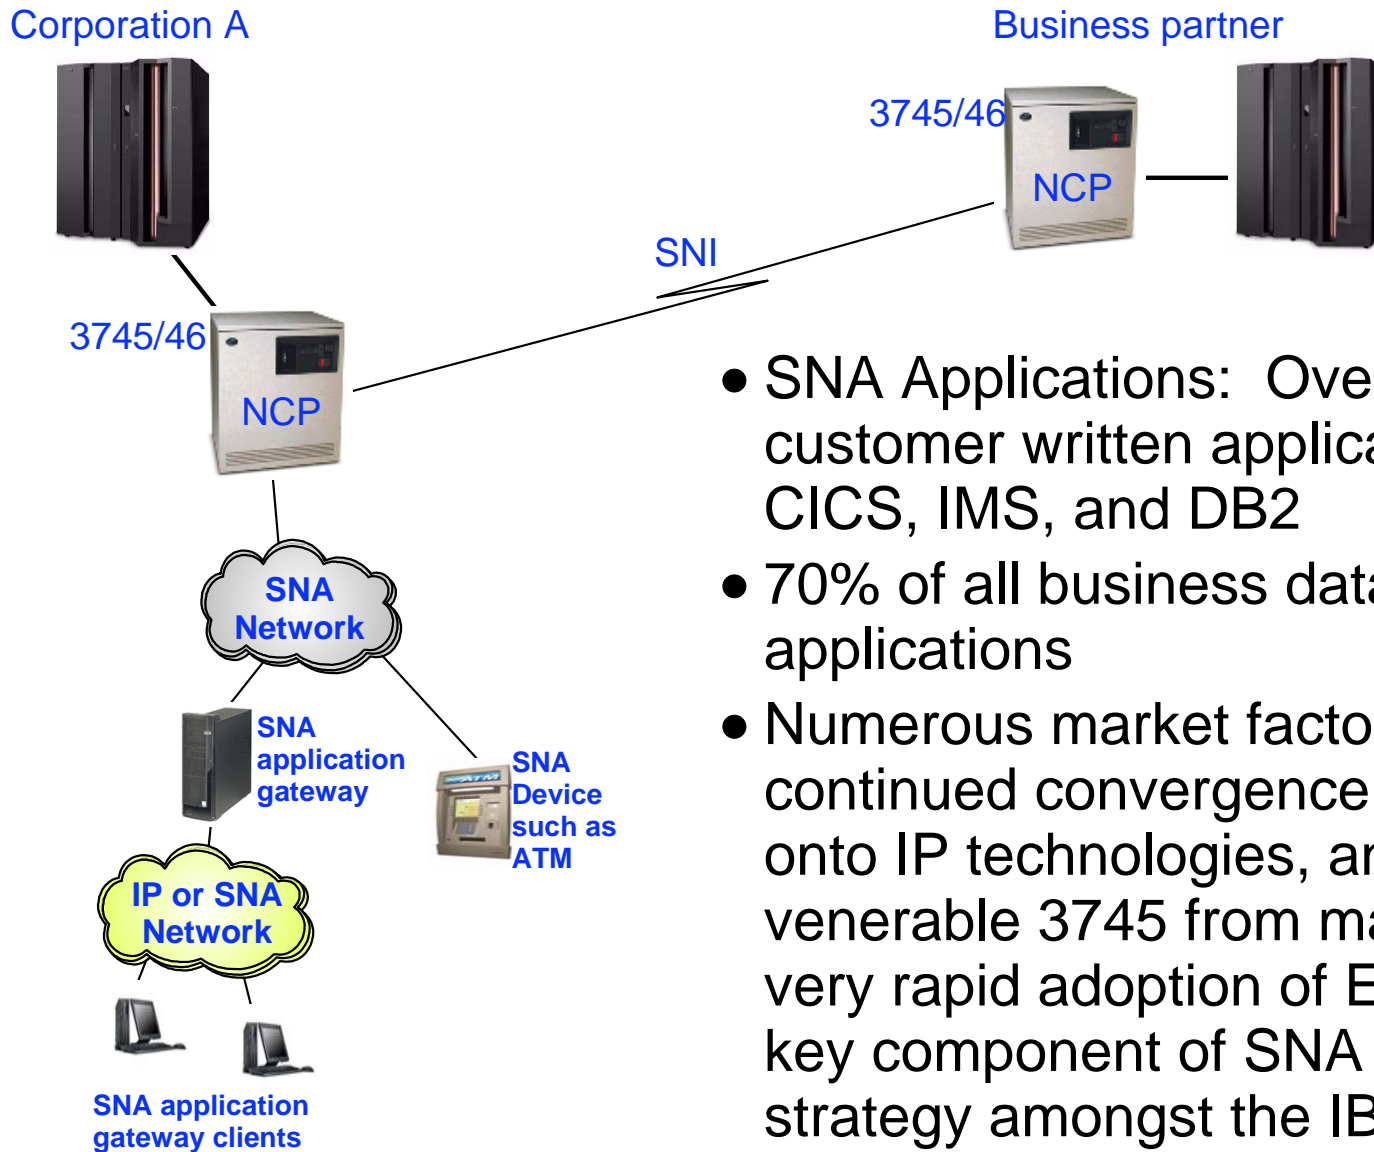 Corporation A
Business partner
3745/46
NCP
SNI
3745/46
NCP
SNA
Network
SNA
application
gateway
ATM
SNA
Device
such as
ATM
IP or SNA
Network
SNA application
gateway clients
● SNA Applications: Ove
customer written applica
CICS, IMS, and DB2
● 70% of all business data
applications
● Numerous market facto
continued convergence
onto IP technologies, an
venerable 3745 from ma
very rapid adoption of E
key component of SNA
strategy amongst the IB